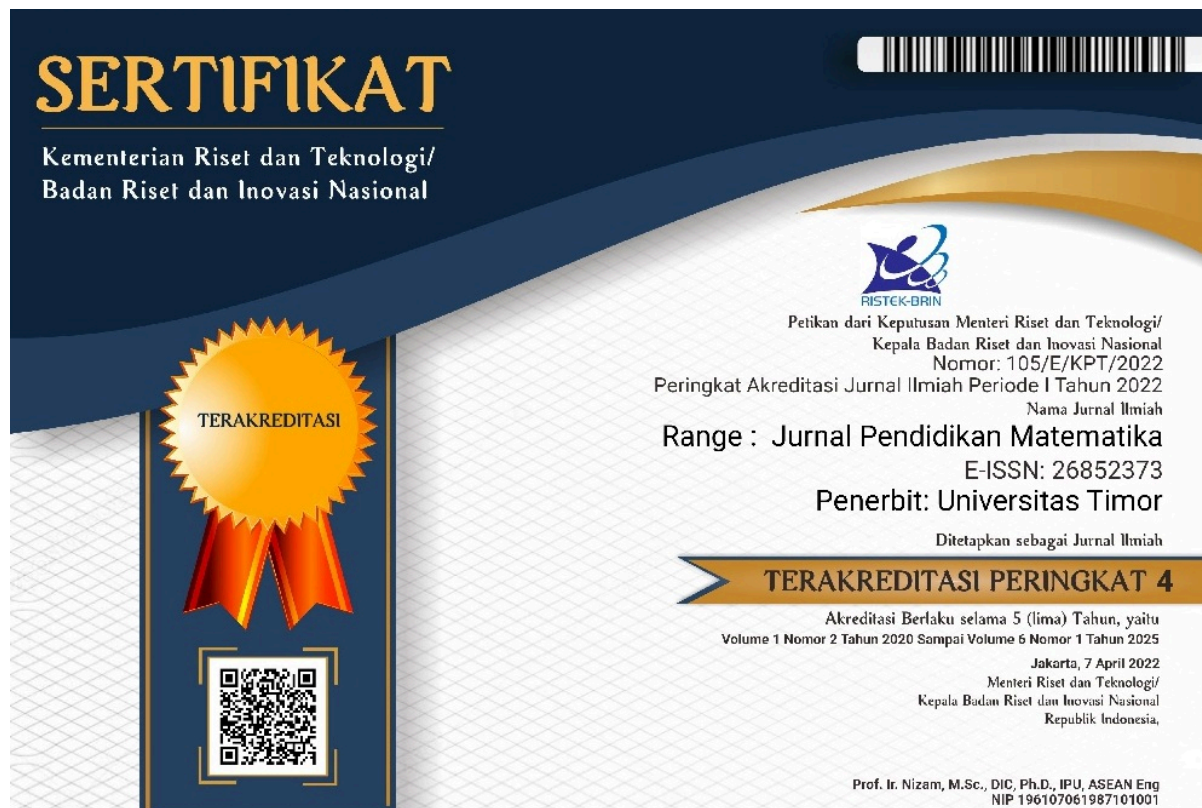 SERTIFIKAT
Kementerian Riset dan Teknologi/
Badan Riset dan Inovasi Nasional
RISTEK-BRIN
Petikan dari Keputusan Menteri Riset dan Teknologi/
Kepala Badan Riset dan Inovasi Nasional
Nomor: 105/E/KPT/2022
Peringkat Akreditasi Jurnal Ilmiah Periode I Tahun 2022
Nama Jurnal Ilmiah
Range : Jurnal Pendidikan Matematika
E-ISSN: 26852373
Penerbit: Universitas Timor
Ditetapkan sebagai Jurnal Ilmiah
TERAKREDITASI PERINGKAT 4
Akreditasi Berlaku selama 5 (lima) Tahun, yaitu
Volume 1 Nomor 2 Tahun 2020 Sampai Volume 6 Nomor 1 Tahun 2025
Jakarta, 7 April 2022
Menteri Riset dan Teknologi/
Kepala Badan Riset dan Inovasi Nasional
Republik Indonesia,
Prof. Ir. Nizam, M.Sc., DIC, Ph.D., IPU, ASEAN Eng
NIP 196107061987101001
TERAKREDITASI